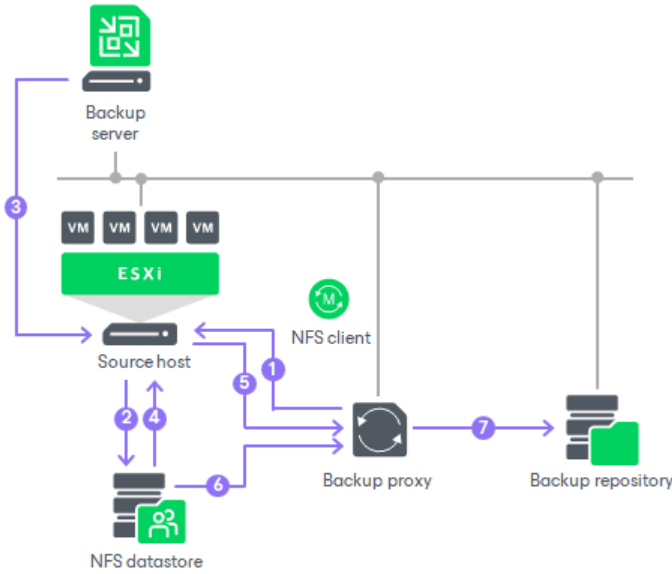 Backup
server
3
VM VM VM VM
ESXi
M
NFS client
Source host
1
5
2
4
7
6
Backup proxy
Backup repository
NFS datastore